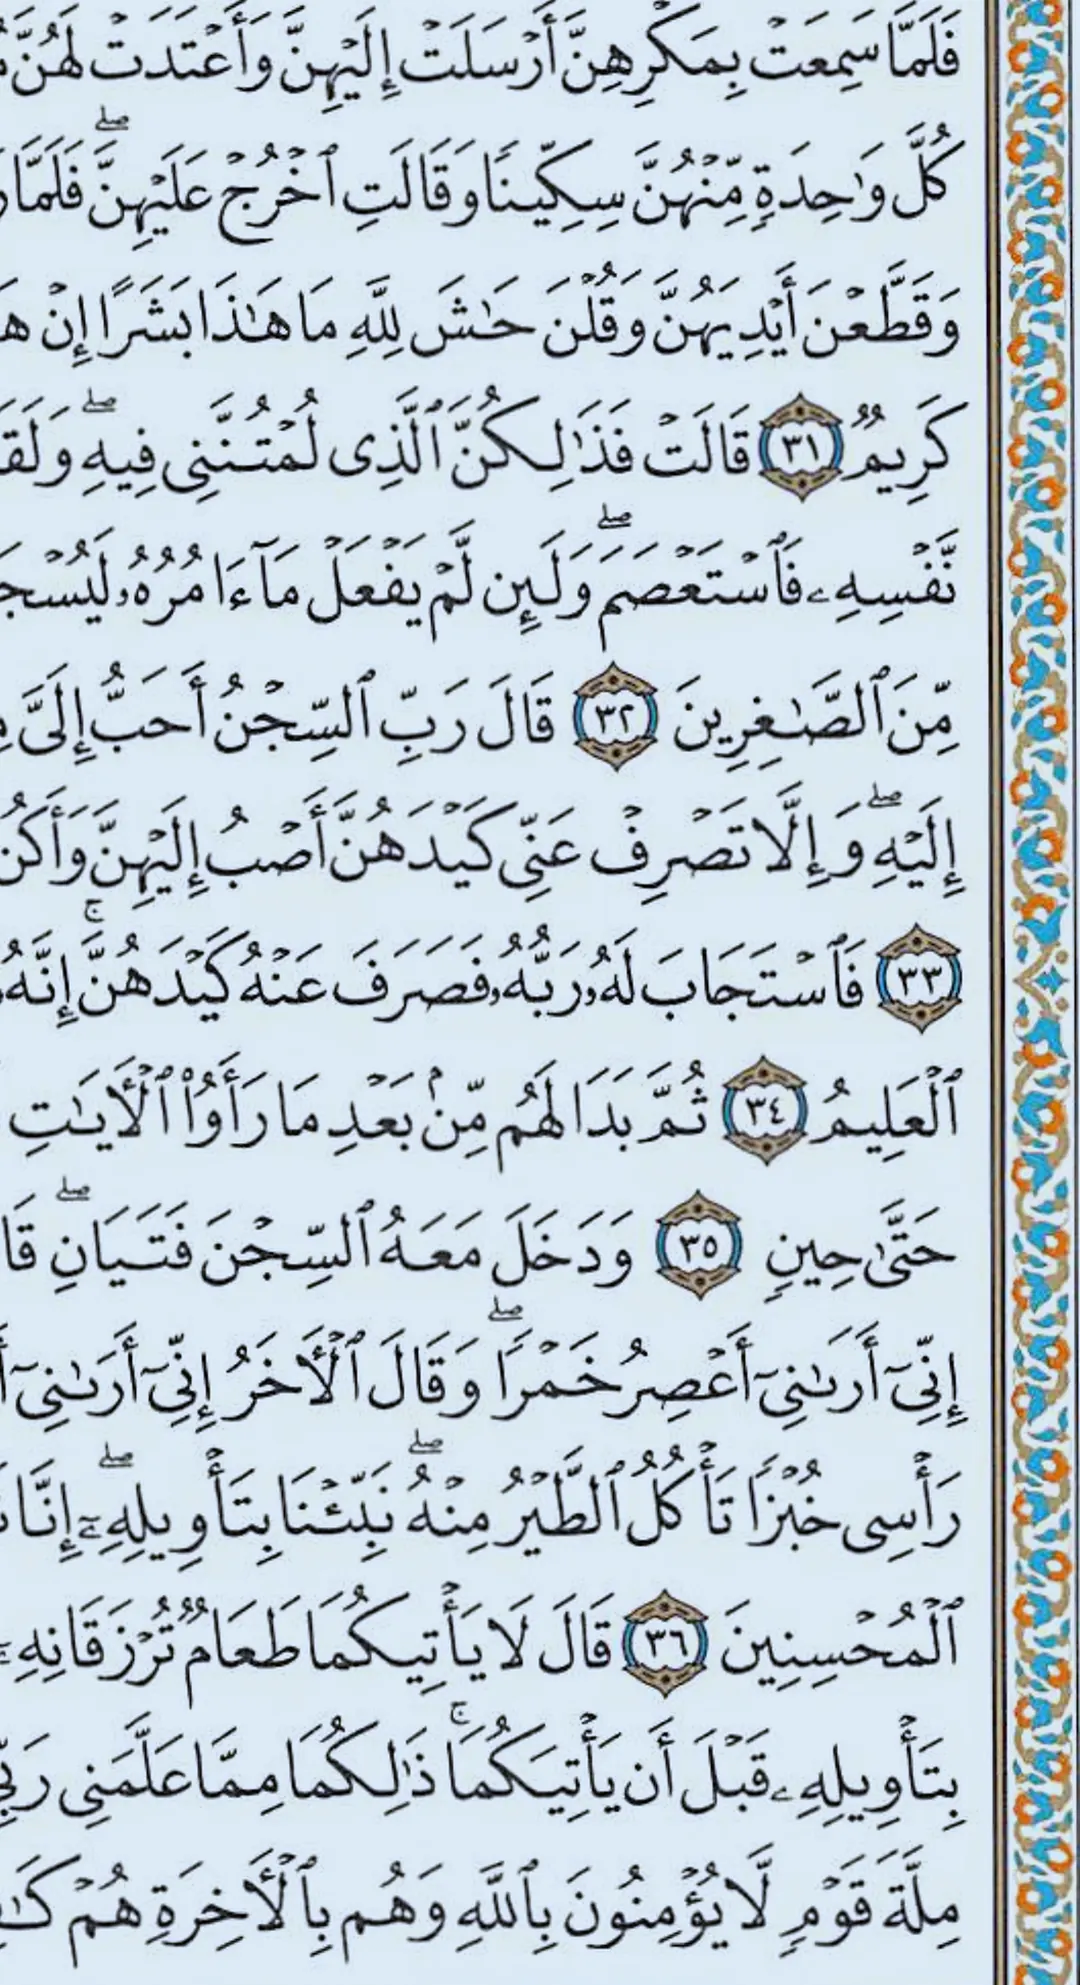 فَلَمَّا سَمِعَتْ بِمَكْرِهِنَّ أَرْسَلَتْ إِلَيْهِنَّ وَأَعْتَدَتْ لَهُنَّ
كُلَّ وَٰحِدَةٍ مِّنْهُنَّ سِكِّينًا وَقَالَتِ ٱخْرُجْ عَلَيْهِنَّ ۖ فَلَمَّا
وَقَطَّعْنَ أَيْدِيَهُنَّ وَقُلْنَ حَٰشَ لِلَّهِ مَا هَٰذَا بَشَرًا إِنْ
كَرِيمٌ ٣١ قَالَتْ فَذَٰلِكُنَّ ٱلَّذِى لُمْتُنَّنِى فِيهِ ۖ وَلَقَ
نَّفْسِهِۦ فَٱسْتَعْصَمَ ۖ وَلَئِن لَّمْ يَفْعَلْ مَآ ءَامُرُهُۥ لَيُسْجَ
مِّنَ ٱلصَّٰغِرِينَ ٣٢ قَالَ رَبِّ ٱلسِّجْنُ أَحَبُّ إِلَىَّ
إِلَيْهِ ۖ وَإِلَّا تَصْرِفْ عَنِّى كَيْدَهُنَّ أَصْبُ إِلَيْهِنَّ وَأَكُن
٣٣ فَٱسْتَجَابَ لَهُۥ رَبُّهُۥ فَصَرَفَ عَنْهُ كَيْدَهُنَّ ۚ إِنَّهُۥ
ٱلْعَلِيمُ ٣٤ ثُمَّ بَدَا لَهُم مِّنۢ بَعْدِ مَا رَأَوُا۟ ٱلْـَٔايَٰتِ
حَتَّىٰ حِينٍ ٣٥ وَدَخَلَ مَعَهُ ٱلسِّجْنَ فَتَيَانِ ۖ قَا
إِنِّىٓ أَرَىٰنِىٓ أَعْصِرُ خَمْرًا ۖ وَقَالَ ٱلْـَٔاخَرُ إِنِّىٓ أَرَىٰنِىٓ
رَأْسِى خُبْزًا تَأْكُلُ ٱلطَّيْرُ مِنْهُ ۖ نَبِّئْنَا بِتَأْوِيلِهِۦٓ ۖ إِنَّا
ٱلْمُحْسِنِينَ ٣٦ قَالَ لَا يَأْتِيكُمَا طَعَامٌ تُرْزَقَانِهِۦٓ
بِتَأْوِيلِهِۦ قَبْلَ أَن يَأْتِيَكُمَا ۚ ذَٰلِكُمَا مِمَّا عَلَّمَنِى رَبِّ
مِلَّةَ قَوْمٍ لَّا يُؤْمِنُونَ بِٱللَّهِ وَهُم بِٱلْـَٔاخِرَةِ هُمْ كَٰ